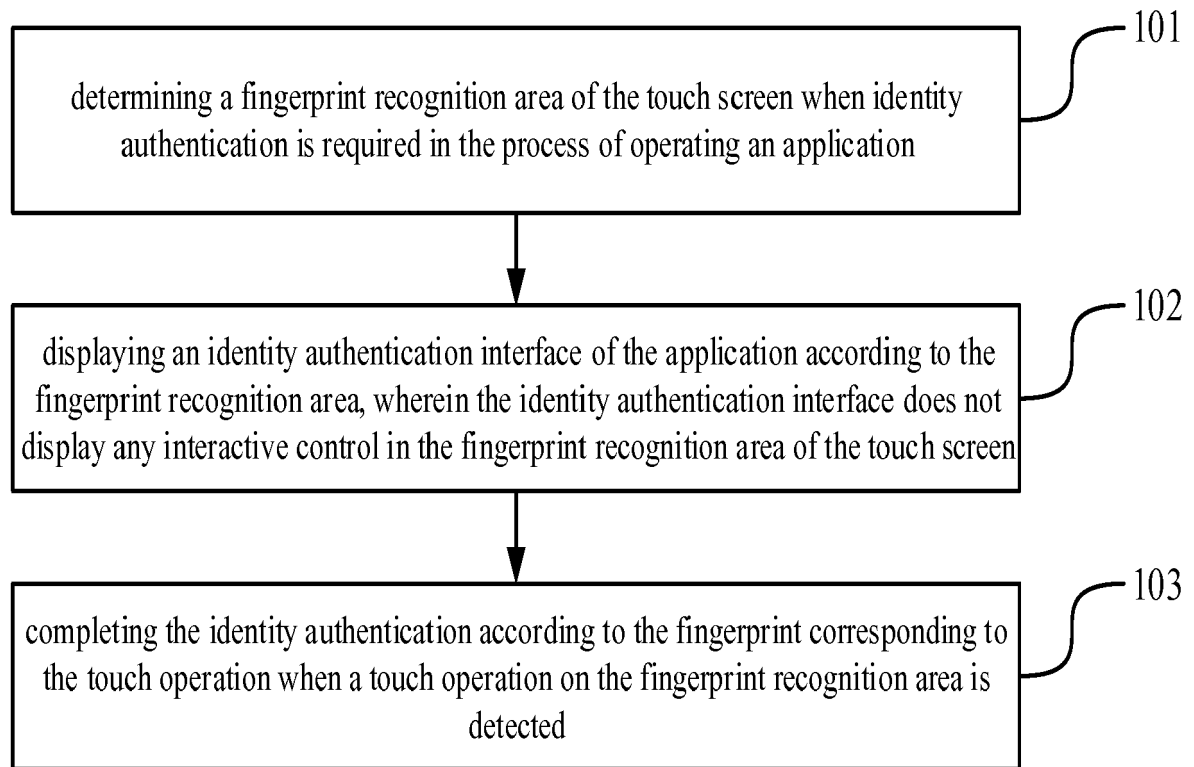 101
determining a fingerprint recognition area of the touch screen when identity
authentication is required in the process of operating an application
102
displaying an identity authentication interface of the application according to the
fingerprint recognition area, wherein the identity authentication interface does not
display any interactive control in the fingerprint recognition area of the touch screen
103
completing the identity authentication according to the fingerprint corresponding to
the touch operation when a touch operation on the fingerprint recognition area is
detected